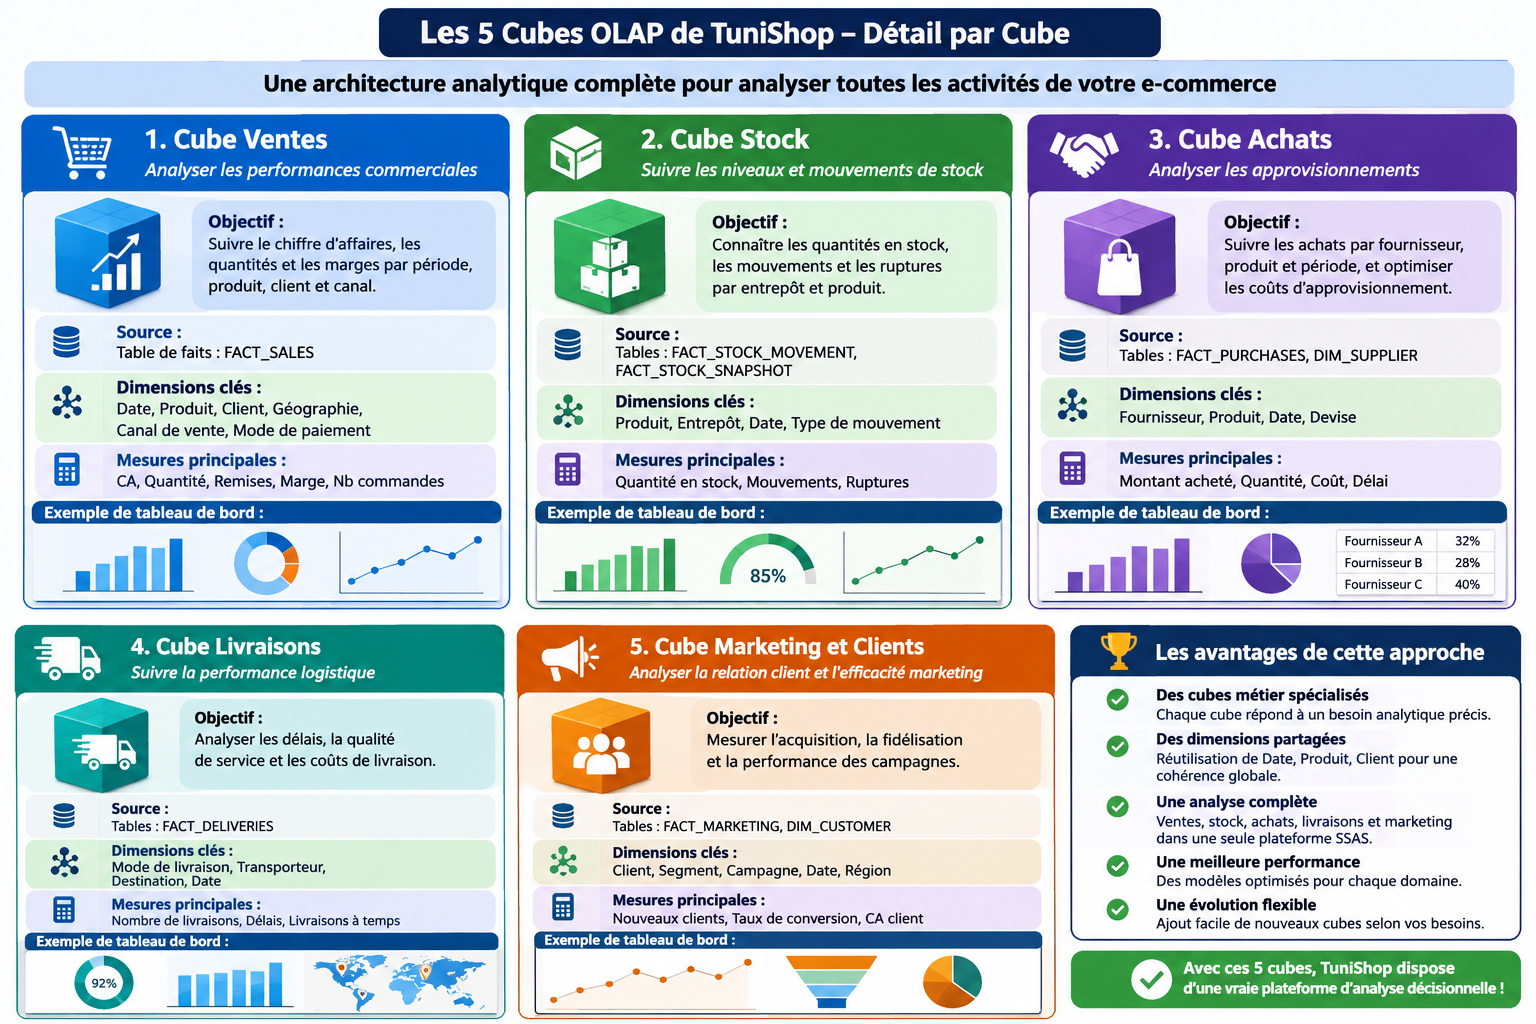 Les 5 Cubes OLAP de TuniShop – Détail par Cube
Une architecture analytique complète pour analyser toutes les activités de votre e-commerce
1. Cube Ventes
Analyser les performances commerciales
Objectif :
Suivre le chiffre d'affaires, les
quantités et les marges par période,
produit, client et canal.
Source :
Table de faits : FACT_SALES
Dimensions clés :
Date, Produit, Client, Géographie,
Canal de vente, Mode de paiement
Mesures principales :
CA, Quantité, Remises, Marge, Nb commandes
Exemple de tableau de bord :
2. Cube Stock
Suivre les niveaux et mouvements de stock
Objectif :
Connaître les quantités en stock,
les mouvements et les ruptures
par entrepôt et produit.
Source :
Tables : FACT_STOCK_MOVEMENT,
FACT_STOCK_SNAPSHOT
Dimensions clés :
Produit, Entrepôt, Date, Type de mouvement
Mesures principales :
Quantité en stock, Mouvements, Ruptures
Exemple de tableau de bord :
85%
3. Cube Achats
Analyser les approvisionnements
Objectif :
Suivre les achats par fournisseur,
produit et période, et optimiser
les coûts d'approvisionnement.
Source :
Tables : FACT_PURCHASES, DIM_SUPPLIER
Dimensions clés :
Fournisseur, Produit, Date, Devise
Mesures principales :
Montant acheté, Quantité, Coût, Délai
Exemple de tableau de bord :
Fournisseur A 32%
Fournisseur B 28%
Fournisseur C 40%
4. Cube Livraisons
Suivre la performance logistique
Objectif :
Analyser les délais, la qualité
de service et les coûts de livraison.
Source :
Tables : FACT_DELIVERIES
Dimensions clés :
Mode de livraison, Transporteur,
Destination, Date
Mesures principales :
Nombre de livraisons, Délais, Livraisons à temps
Exemple de tableau de bord :
92%
5. Cube Marketing et Clients
Analyser la relation client et l'efficacité marketing
Objectif :
Mesurer l'acquisition, la fidélisation
et la performance des campagnes.
Source :
Tables : FACT_MARKETING, DIM_CUSTOMER
Dimensions clés :
Client, Segment, Campagne, Date, Région
Mesures principales :
Nouveaux clients, Taux de conversion, CA client
Exemple de tableau de bord :
Les avantages de cette approche
Des cubes métier spécialisés
Chaque cube répond à un besoin analytique précis.
Des dimensions partagées
Réutilisation de Date, Produit, Client pour une
cohérence globale.
Une analyse complète
Ventes, stock, achats, livraisons et marketing
dans une seule plateforme SSAS.
Une meilleure performance
Des modèles optimisés pour chaque domaine.
Une évolution flexible
Ajout facile de nouveaux cubes selon vos besoins.
Avec ces 5 cubes, TuniShop dispose
d'une vraie plateforme d'analyse décisionnelle !